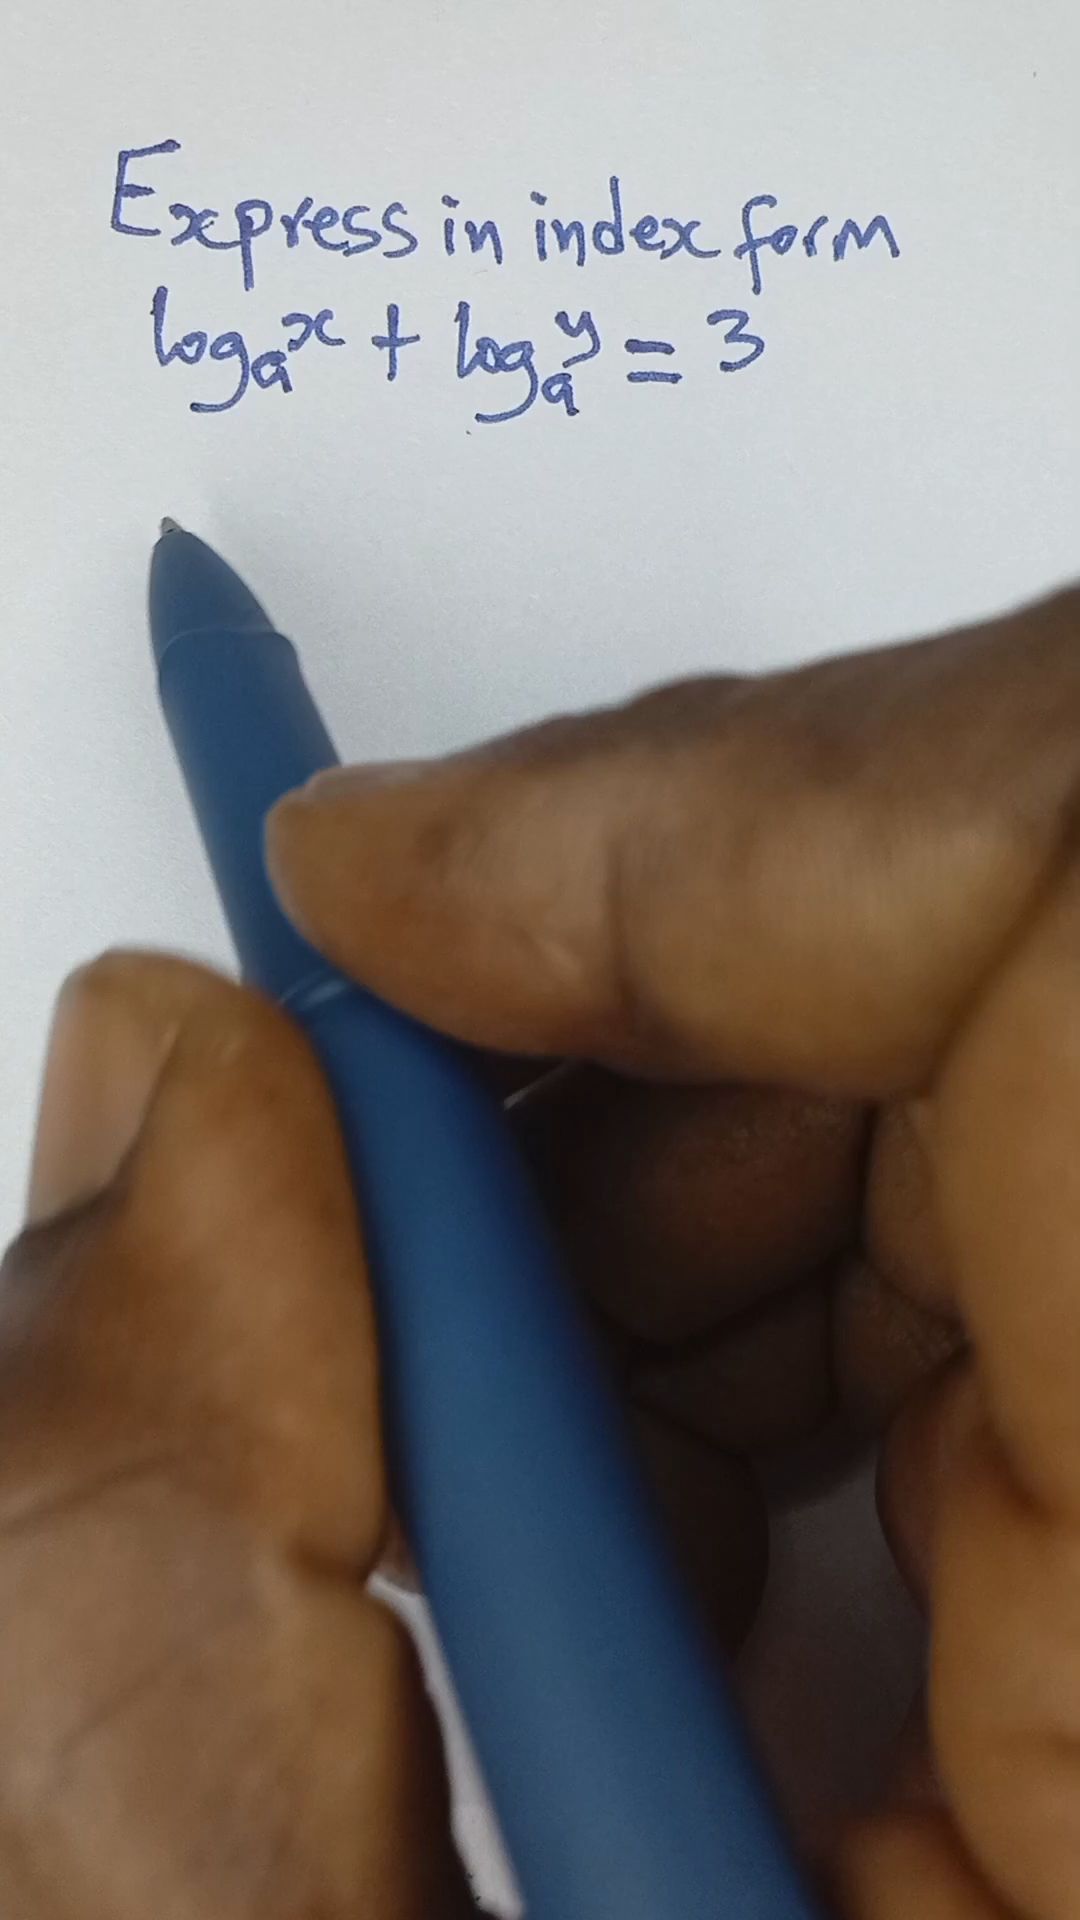 Express in index form
logₐx + logₐy = 3